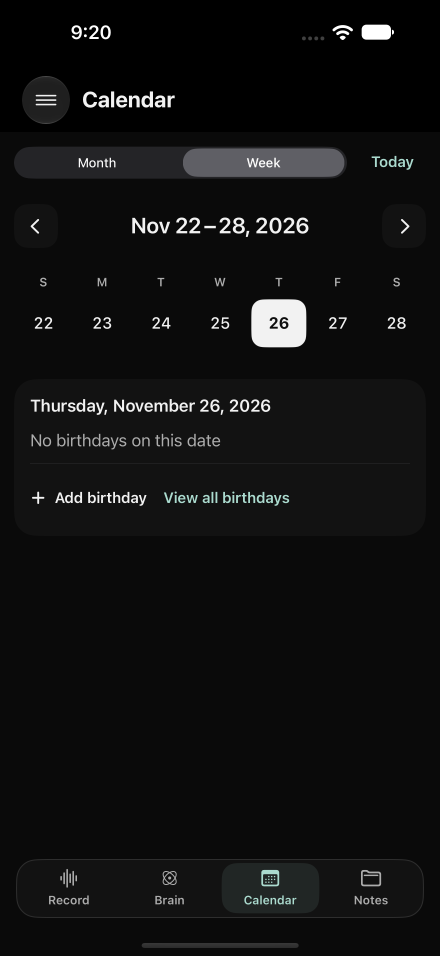 9:20
Calendar
Month Week Today
Nov 22–28, 2026
S M T W T F S
22 23 24 25 26 27 28
Thursday, November 26, 2026
No birthdays on this date
Add birthday View all birthdays
Record Brain Calendar Notes